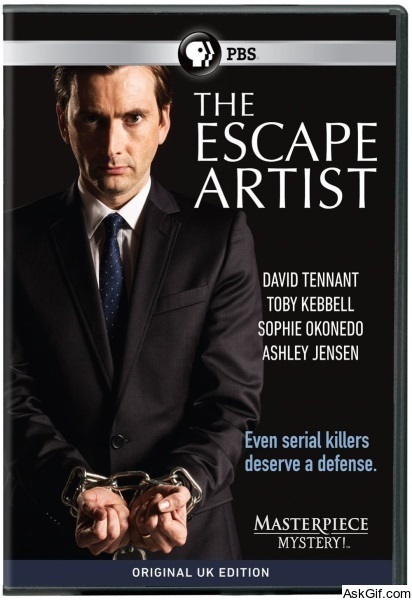 PBS
THE
ESCAPE
ARTIST
DAVID TENNANT
TOBY KEBBELL
SOPHIE OKONEDO
ASHLEY JENSEN
Even serial killers
deserve a defense.
MASTERPIECE
MYSTERY!™
ORIGINAL UK EDITION
AskGif.com